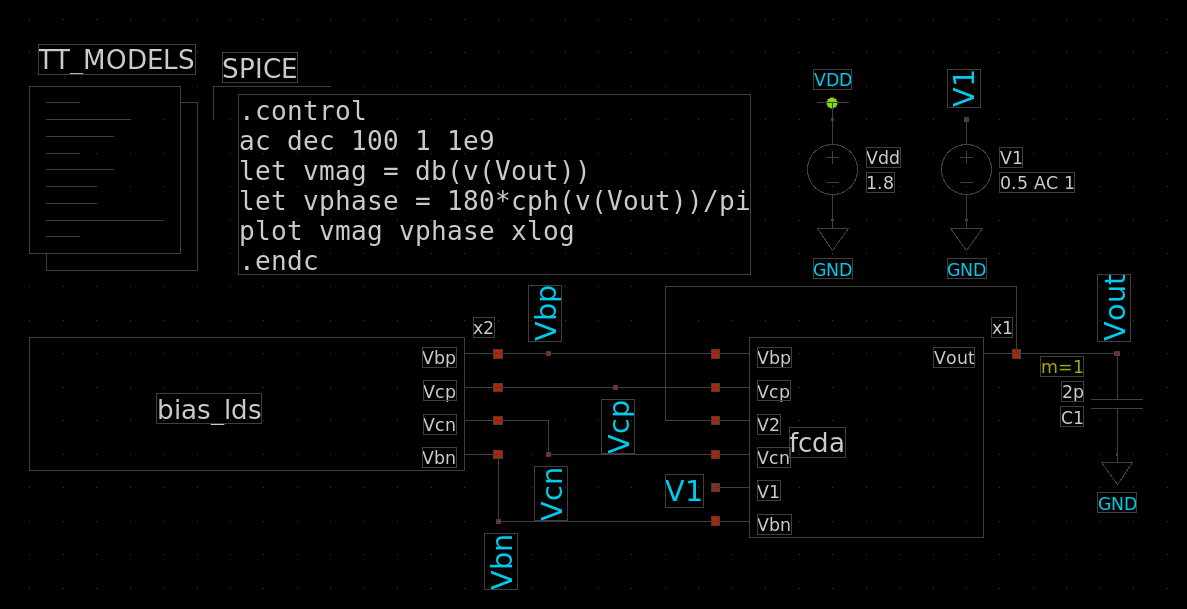 TT_MODELS
SPICE
.control
ac dec 100 1 1e9
let vmag = db(v(Vout))
let vphase = 180*cph(v(Vout))/pi
plot vmag vphase xlog
.endc
VDD
Vdd
1.8
GND
V1
V1
0.5 AC 1
GND
x2
Vbp
Vcp
Vcn
Vbn
bias_lds
Vbp
Vcp
Vcn
Vbn
V1
x1
Vbp
Vcp
V2
Vcn
V1
Vbn
fcda
Vout
Vout
m=1
2p
C1
GND